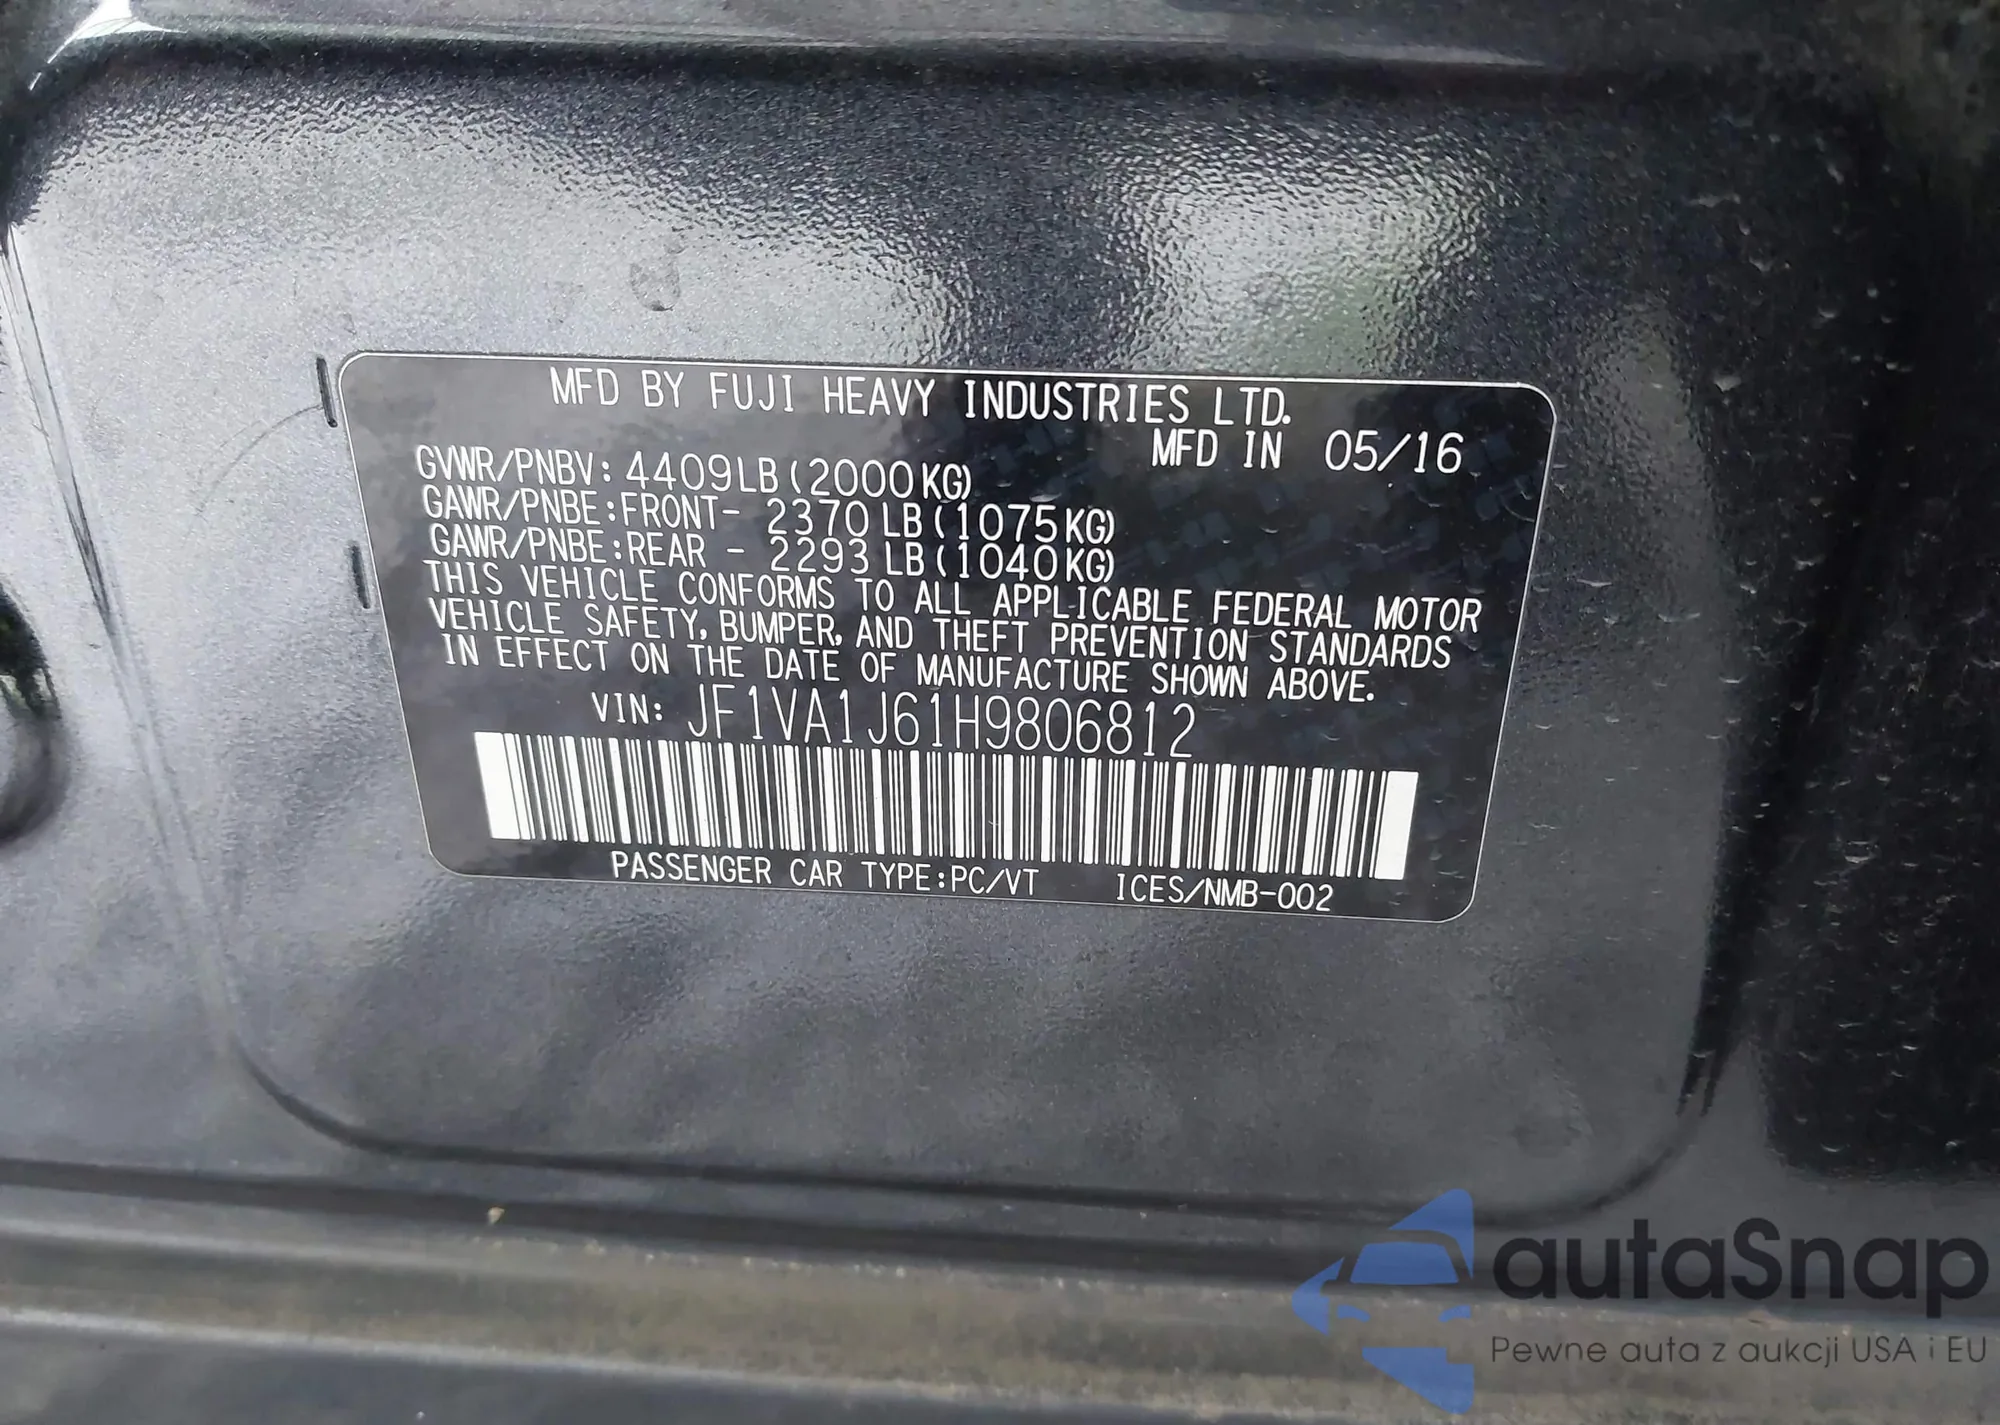 MFD BY FUJI HEAVY INDUSTRIES LTD.
MFD IN 05/16
GVWR/PNBV: 4409LB(2000KG)
GAWR/PNBE:FRONT- 2370LB(1075KG)
GAWR/PNBE:REAR - 2293LB(1040KG)
THIS VEHICLE CONFORMS TO ALL APPLICABLE FEDERAL MOTOR
VEHICLE SAFETY, BUMPER, AND THEFT PREVENTION STANDARDS
IN EFFECT ON THE DATE OF MANUFACTURE SHOWN ABOVE.
VIN: JF1VA1J61H9806812
PASSENGER CAR TYPE:PC/VT ICES/NMB-002
autaSnap
Pewne auta z aukcji USA i EU